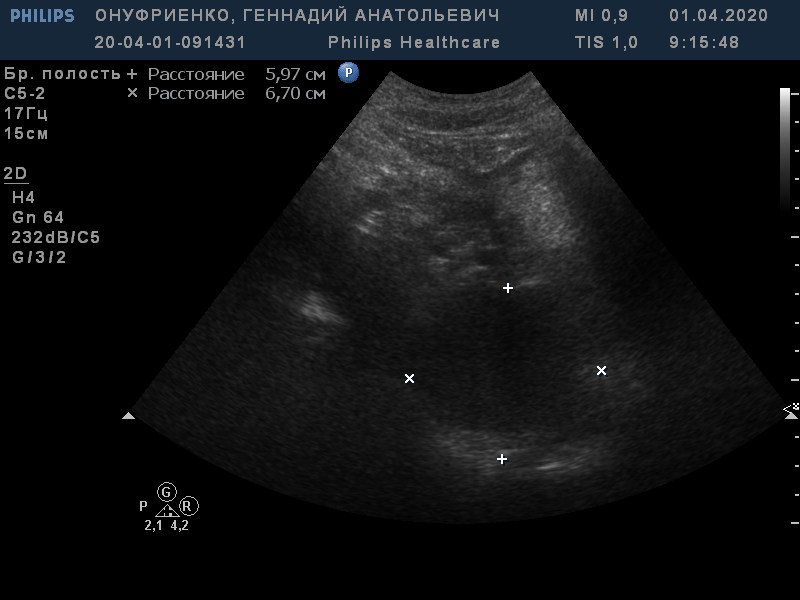 PHILIPS ОНУФРИЕНКО, ГЕННАДИЙ АНАТОЛЬЕВИЧ MI 0,9 01.04.2020
20-04-01-091431 Philips Healthcare TIS 1,0 9:15:48
Бр. полость + Расстояние 5,97 см P
C5-2 × Расстояние 6,70 см
17Гц
15см
2D
H4
Gn 64
232dB/C5
G/3/2
G
P R
2,1 4,2